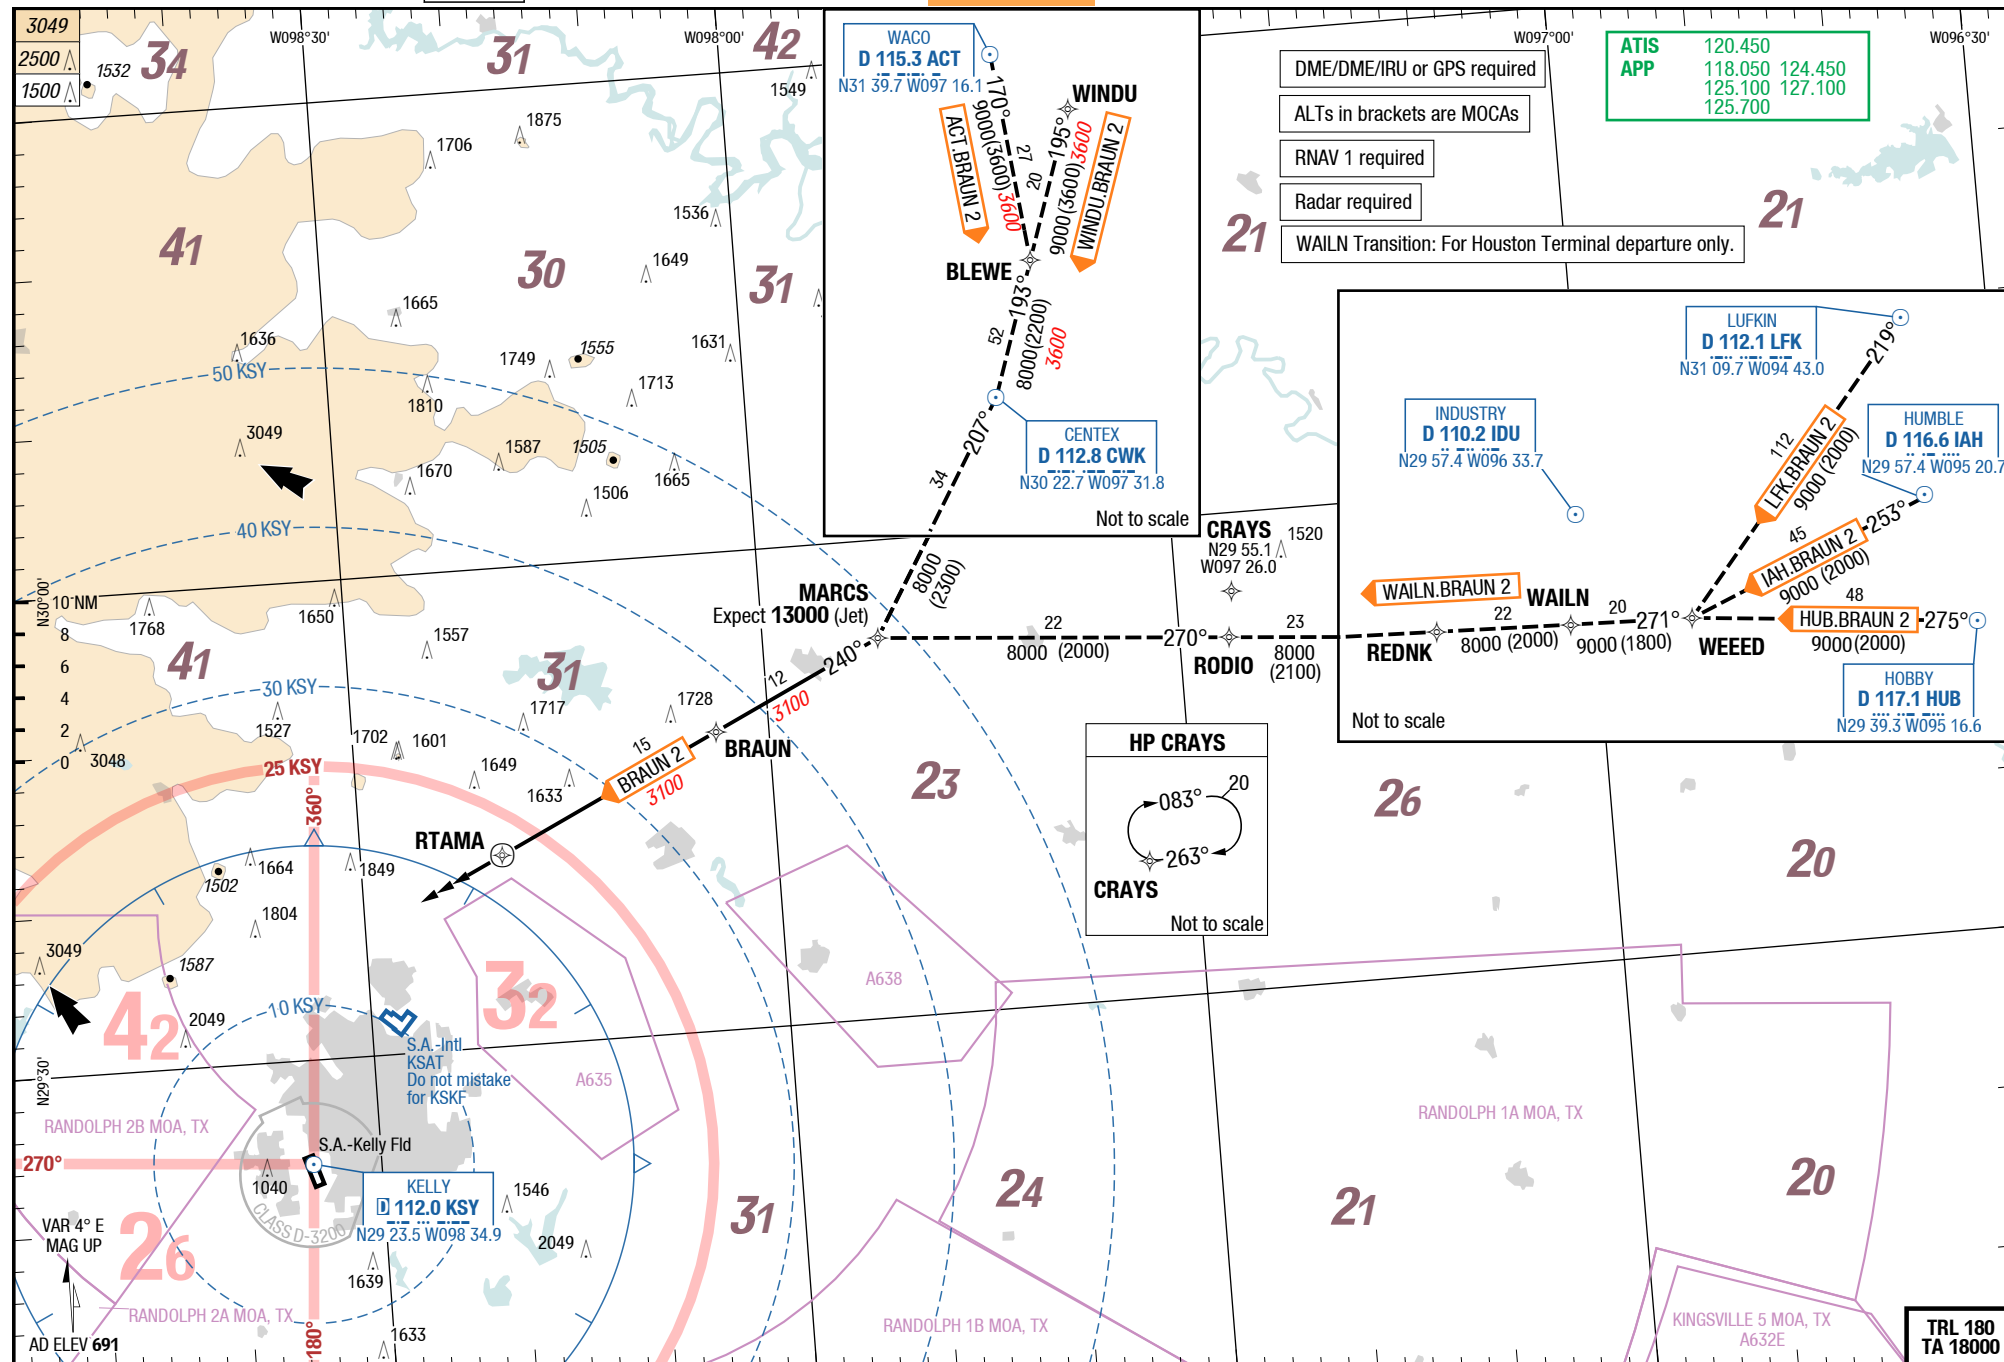 3049
2500
1500
1532
34
W098°30'
31
W098°00'
42
1549
WACO
D 115.3 ACT
N31 39.7 W097 16.1
WINDU
170°
9000(3600)
3600
27
ACT.BRAUN 2
195°
9000(3600)
3600
20
WINDU.BRAUN 2
BLEWE
193°
52
8000(2200)
3600
CENTEX
D 112.8 CWK
N30 22.7 W097 31.8
207°
34
Not to scale
8000
(2300)
DME/DME/IRU or GPS required
ALTs in brackets are MOCAs
RNAV 1 required
Radar required
WAILN Transition: For Houston Terminal departure only.
W097°00'
ATIS 120.450
APP 118.050 124.450
125.100 127.100
125.700
W096°30'
21
21
1706
1875
1536
41
30
1649
31
1665
1636
1749
1555
1631
50 KSY
1810
1713
3049
1587
1505
1670
1665
1506
40 KSY
CRAYS
N29 55.1
W097 26.0
1520
LUFKIN
D 112.1 LFK
N31 09.7 W094 43.0
219°
INDUSTRY
D 110.2 IDU
N29 57.4 W096 33.7
HUMBLE
D 116.6 IAH
N29 57.4 W095 20.7
112
LFK.BRAUN 2
9000 (2000)
253°
45
IAH.BRAUN 2
9000 (2000)
48
HUB.BRAUN 2
275°
9000(2000)
WAILN.BRAUN 2
WAILN
22
20
271°
REDNK
8000 (2000)
9000 (1800)
WEEED
HOBBY
D 117.1 HUB
N29 39.3 W095 16.6
Not to scale
N30°00'
10 NM
8
6
4
2
0
1768
1650
1557
MARCS
Expect 13000 (Jet)
22
270°
8000 (2000)
RODIO
23
8000
(2100)
240°
12
3100
41
31
30 KSY
1728
1717
1527
1702
1601
BRAUN
15
BRAUN 2
3100
3048
25 KSY
360°
1649
1633
RTAMA
23
HP CRAYS
083°
20
263°
CRAYS
Not to scale
26
20
1664
1849
1502
1804
3049
1587
32
A638
10 KSY
42
2049
S.A.-Intl
KSAT
Do not mistake
for KSKF
A635
N29°30'
RANDOLPH 2B MOA, TX
RANDOLPH 1A MOA, TX
S.A.-Kelly Fld
270°
1040
KELLY
D 112.0 KSY
N29 23.5 W098 34.9
CLASS D-3200
1546
2049
31
24
21
20
VAR 4° E
MAG UP
26
1639
RANDOLPH 2A MOA, TX
180°
1633
AD ELEV 691
RANDOLPH 1B MOA, TX
KINGSVILLE 5 MOA, TX
A632E
TRL 180
TA 18000